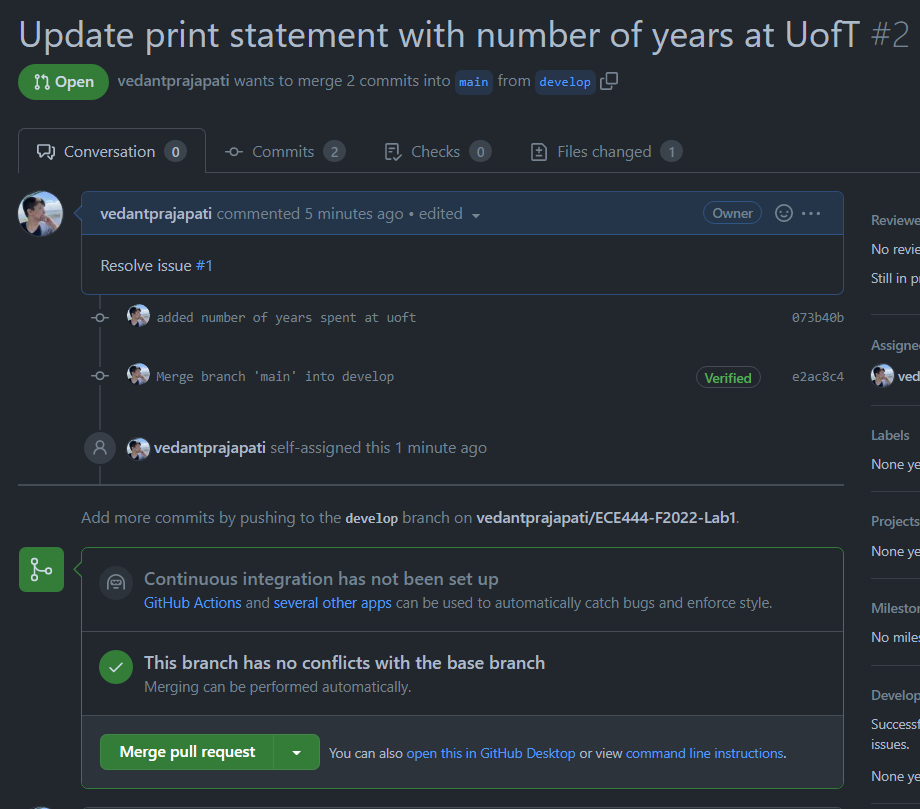 Update print statement with number of years at UofT #2
Open vedantprajapati wants to merge 2 commits into main from develop
Conversation 0 Commits 2 Checks 0 Files changed 1
vedantprajapati commented 5 minutes ago • edited Owner
Resolve issue #1
added number of years spent at uoft 073b40b
Merge branch 'main' into develop Verified e2ac8c4
vedantprajapati self-assigned this 1 minute ago
Add more commits by pushing to the develop branch on vedantprajapati/ECE444-F2022-Lab1.
Continuous integration has not been set up
GitHub Actions and several other apps can be used to automatically catch bugs and enforce style.
This branch has no conflicts with the base branch
Merging can be performed automatically.
Merge pull request You can also open this in GitHub Desktop or view command line instructions.
Reviewe
No revie
Still in p
Assigne
ved
Labels
None ye
Projects
None ye
Milesto
No miles
Develop
Successf
issues.
None ye